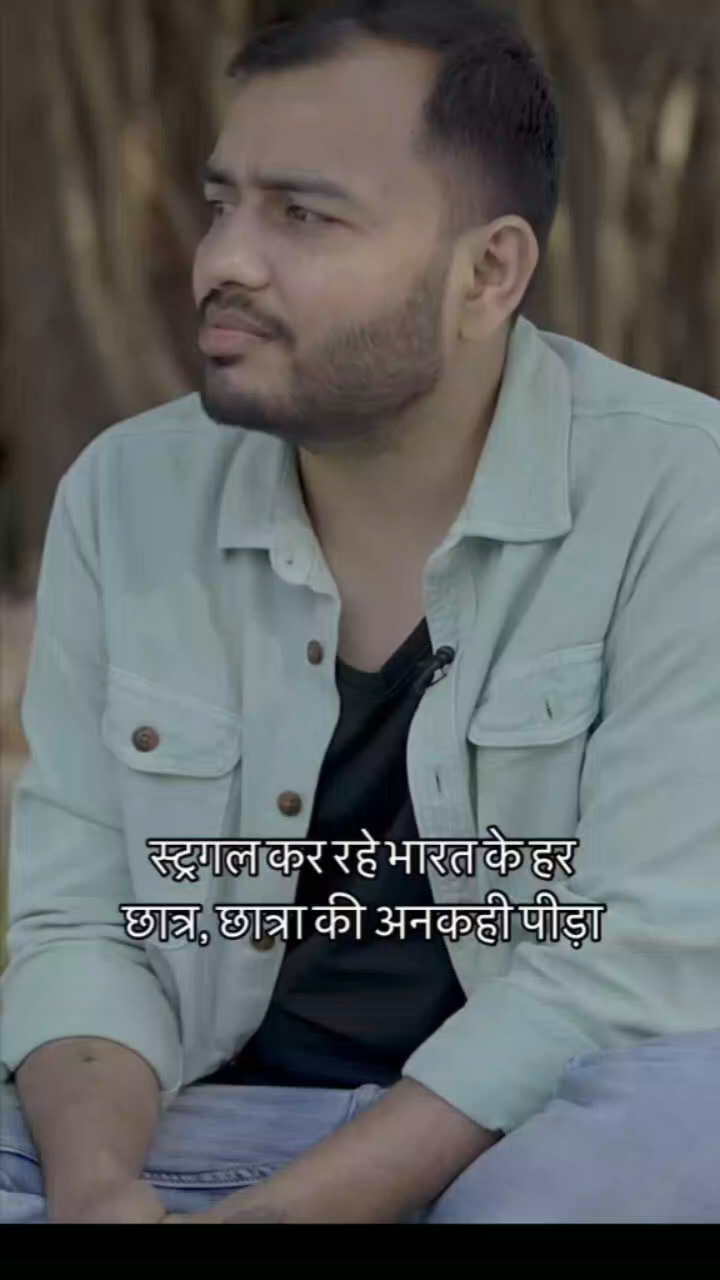 स्ट्रगल कर रहे भारत के हर
छात्र, छात्रा की अनकही पीड़ा